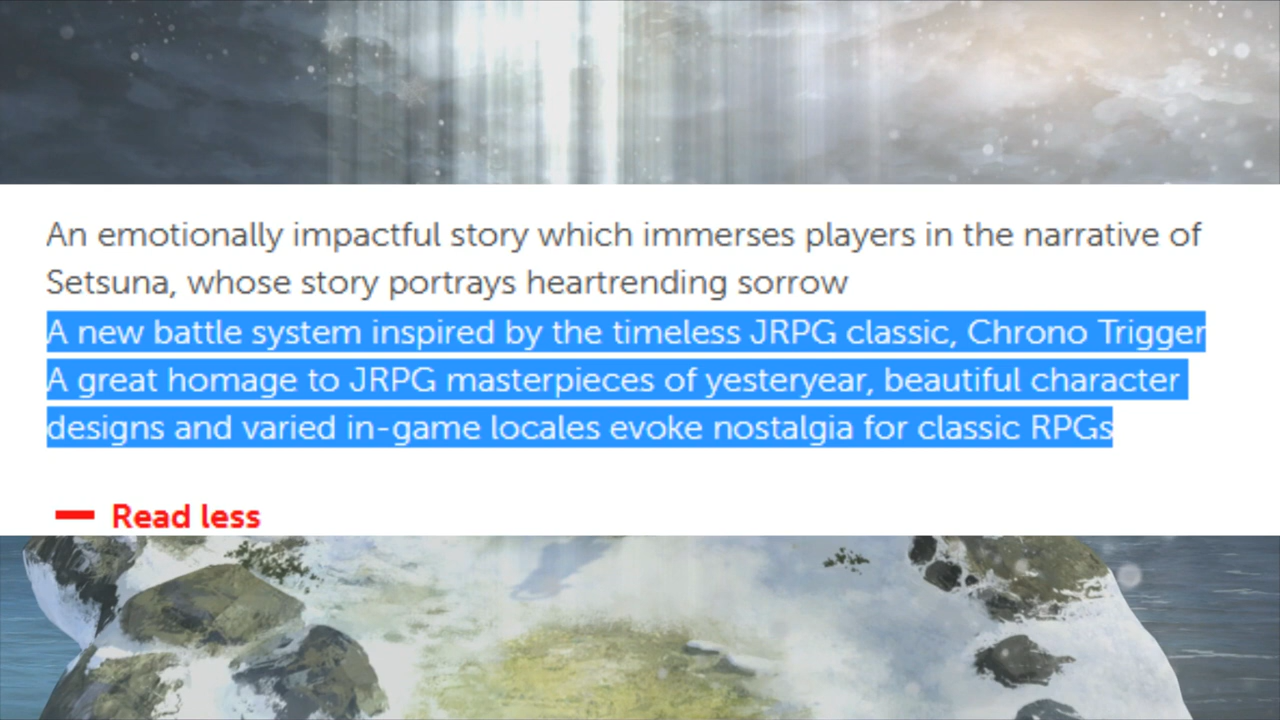 An emotionally impactful story which immerses players in the narrative of
Setsuna, whose story portrays heartrending sorrow
A new battle system inspired by the timeless JRPG classic, Chrono Trigger
A great homage to JRPG masterpieces of yesteryear, beautiful character
designs and varied in-game locales evoke nostalgia for classic RPGs
Read less